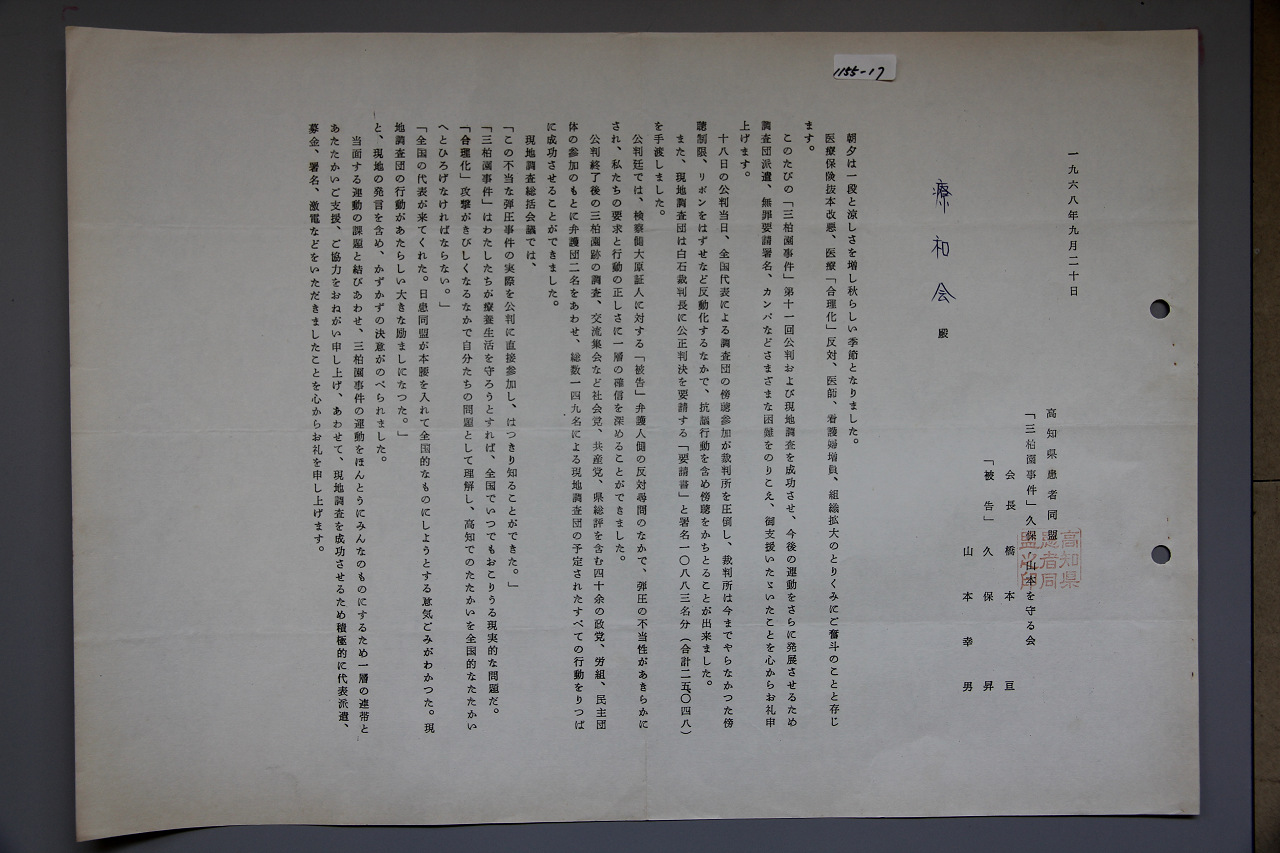 1155-17
一九六八年九月二十日
高知県患者同盟
「三柏園事件」久保・山本を守る会
会長 橋本亘
「被告」 久保昇
山本幸男
高知県患者同盟之印
療和会 殿
朝夕は一段と涼しさを増し秋らしい季節となりました。
医療保険抜本改悪、医療「合理化」反対、医師、看護婦増員、組織拡大のとりくみにご奮斗のことと存じ
ます。
このたびの「三柏園事件」第十一回公判および現地調査を成功させ、今後の運動をさらに発展させるため
調査団派遣、無罪要請署名、カンパなどさまざまな困難をのりこえ、御支援いたゞいたことを心からお礼申
上げます。
十八日の公判当日、全国代表による調査団の傍聴参加が裁判所を圧倒し、裁判所は今までやらなかつた傍
聴制限、リボンをはずせなど反動化するなかで、抗議行動を含め傍聴をかちとることが出来ました。
また、現地調査団は白石裁判長に公正判決を要請する「要請書」と署名一〇八八三名分(合計二五、〇四八)
を手渡しました。
公判廷では、検察側大原証人に対する「被告」弁護人側の反対尋問のなかで、弾圧の不当性があきらかに
され、私たちの要求と行動の正しさに一層の確信を深めることができました。
公判終了後の三柏園跡の調査、交流集会など社会党、共産党、県総評を含む四十余の政党、労組、民主団
体の参加のもとに弁護団二名をあわせ、総数一四九名による現地調査団の予定されたすべての行動をりつぱ
に成功させることができました。
現地調査総括会議では、
「この不当な弾圧事件の実際を公判に直接参加し、はつきり知ることができた。」
「三柏園事件」はわたしたちが療養生活を守ろうとすれば、全国でいつでもおこりうる現実的な問題だ。
「合理化」攻撃がきびしくなるなかで自分たちの問題として理解し、高知でのたたかいを全国的なたたかい
へとひろげなければならない。」
「全国の代表が来てくれた。日患同盟が本腰を入れて全国的なものにしようとする意気ごみがわかつた。現
地調査団の行動があたらしい大きな励ましになつた。」
と、現地の発言を含め、かずかずの決意がのべられました。
当面する運動の課題と結びあわせ、三柏園事件の運動をほんとうにみんなのものにするため一層の連帯と
あたたかいご支援、ご協力をおねがい申し上げ、あわせて、現地調査を成功させるため積極的に代表派遣、
募金、署名、激電などをいただきましたことを心からお礼を申し上げます。